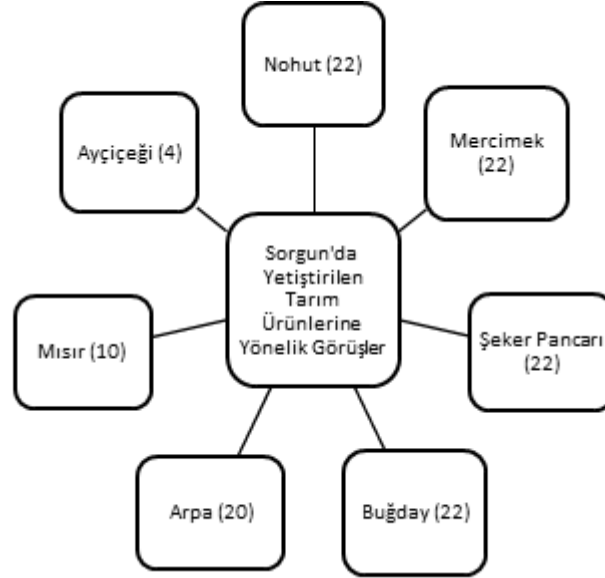 Nohut (22)
Mercimek
(22)
Şeker Pancarı
(22)
Buğday (22)
Arpa (20)
Mısır (10)
Ayçiçeği (4)
Sorgun'da
Yetiştirilen
Tarım
Ürünlerine
Yönelik Görüşler